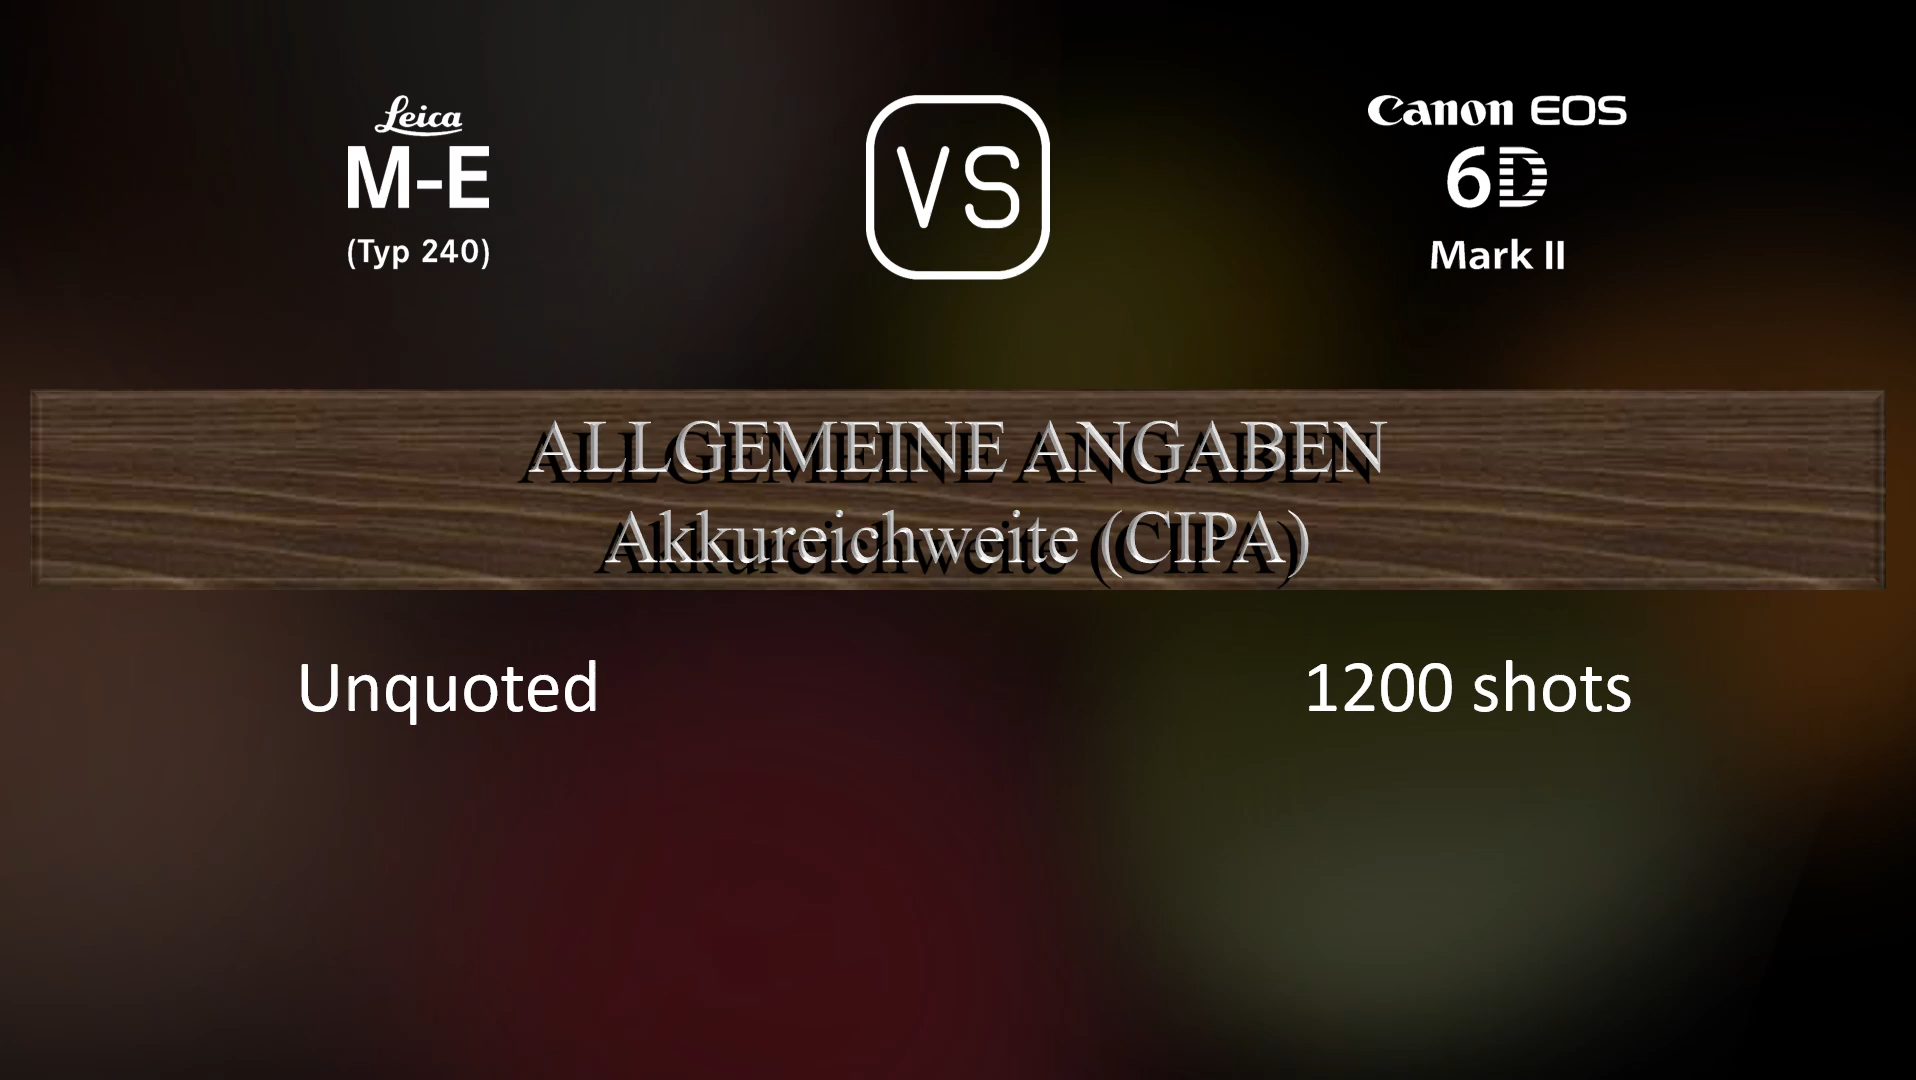 Leica
M-E
(Typ 240)
VS
Canon EOS
6D
Mark II
ALLGEMEINE ANGABEN
Akkureichweite (CIPA)
Unquoted
1200 shots